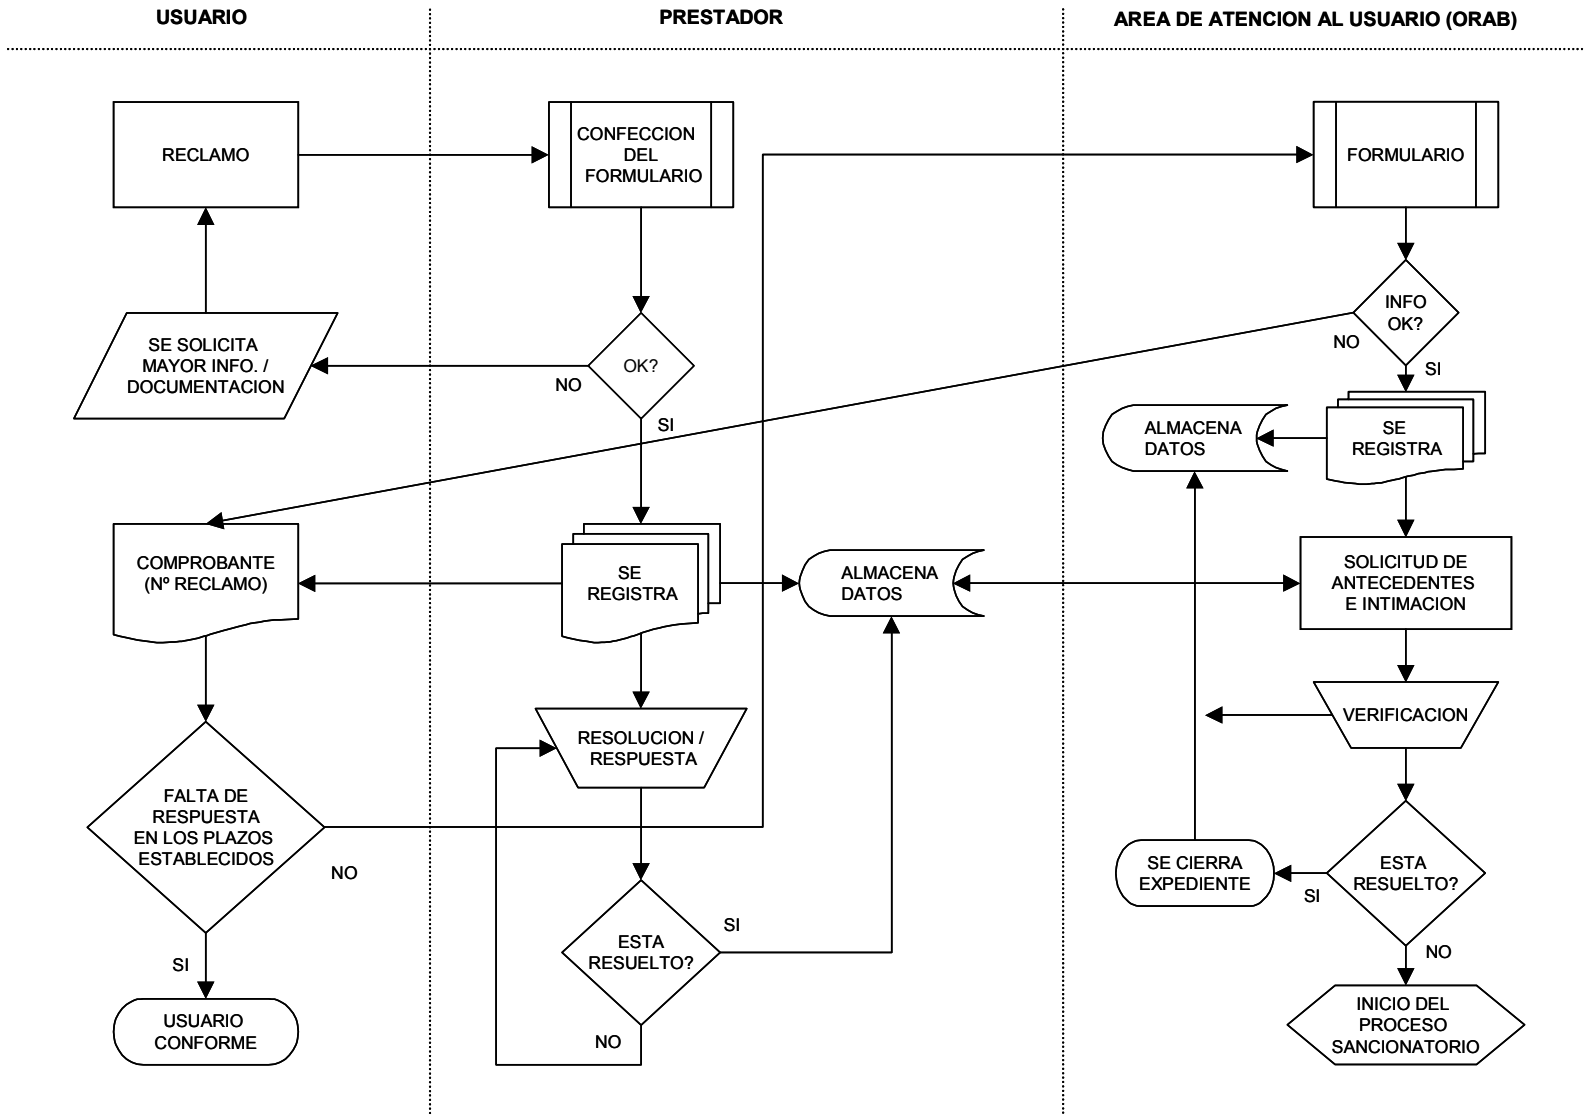 USUARIO
PRESTADOR
AREA DE ATENCION AL USUARIO (ORAB)
RECLAMO
CONFECCION
DEL
FORMULARIO
FORMULARIO
SE SOLICITA
MAYOR INFO. /
DOCUMENTACION
OK?
NO
SI
INFO
OK?
NO
SI
ALMACENA
DATOS
SE
REGISTRA
COMPROBANTE
(Nº RECLAMO)
SE
REGISTRA
ALMACENA
DATOS
SOLICITUD DE
ANTECEDENTES
E INTIMACION
RESOLUCION /
RESPUESTA
VERIFICACION
FALTA DE
RESPUESTA
EN LOS PLAZOS
ESTABLECIDOS
NO
SI
USUARIO
CONFORME
ESTA
RESUELTO?
SI
NO
SE CIERRA
EXPEDIENTE
SI
ESTA
RESUELTO?
NO
INICIO DEL
PROCESO
SANCIONATORIO